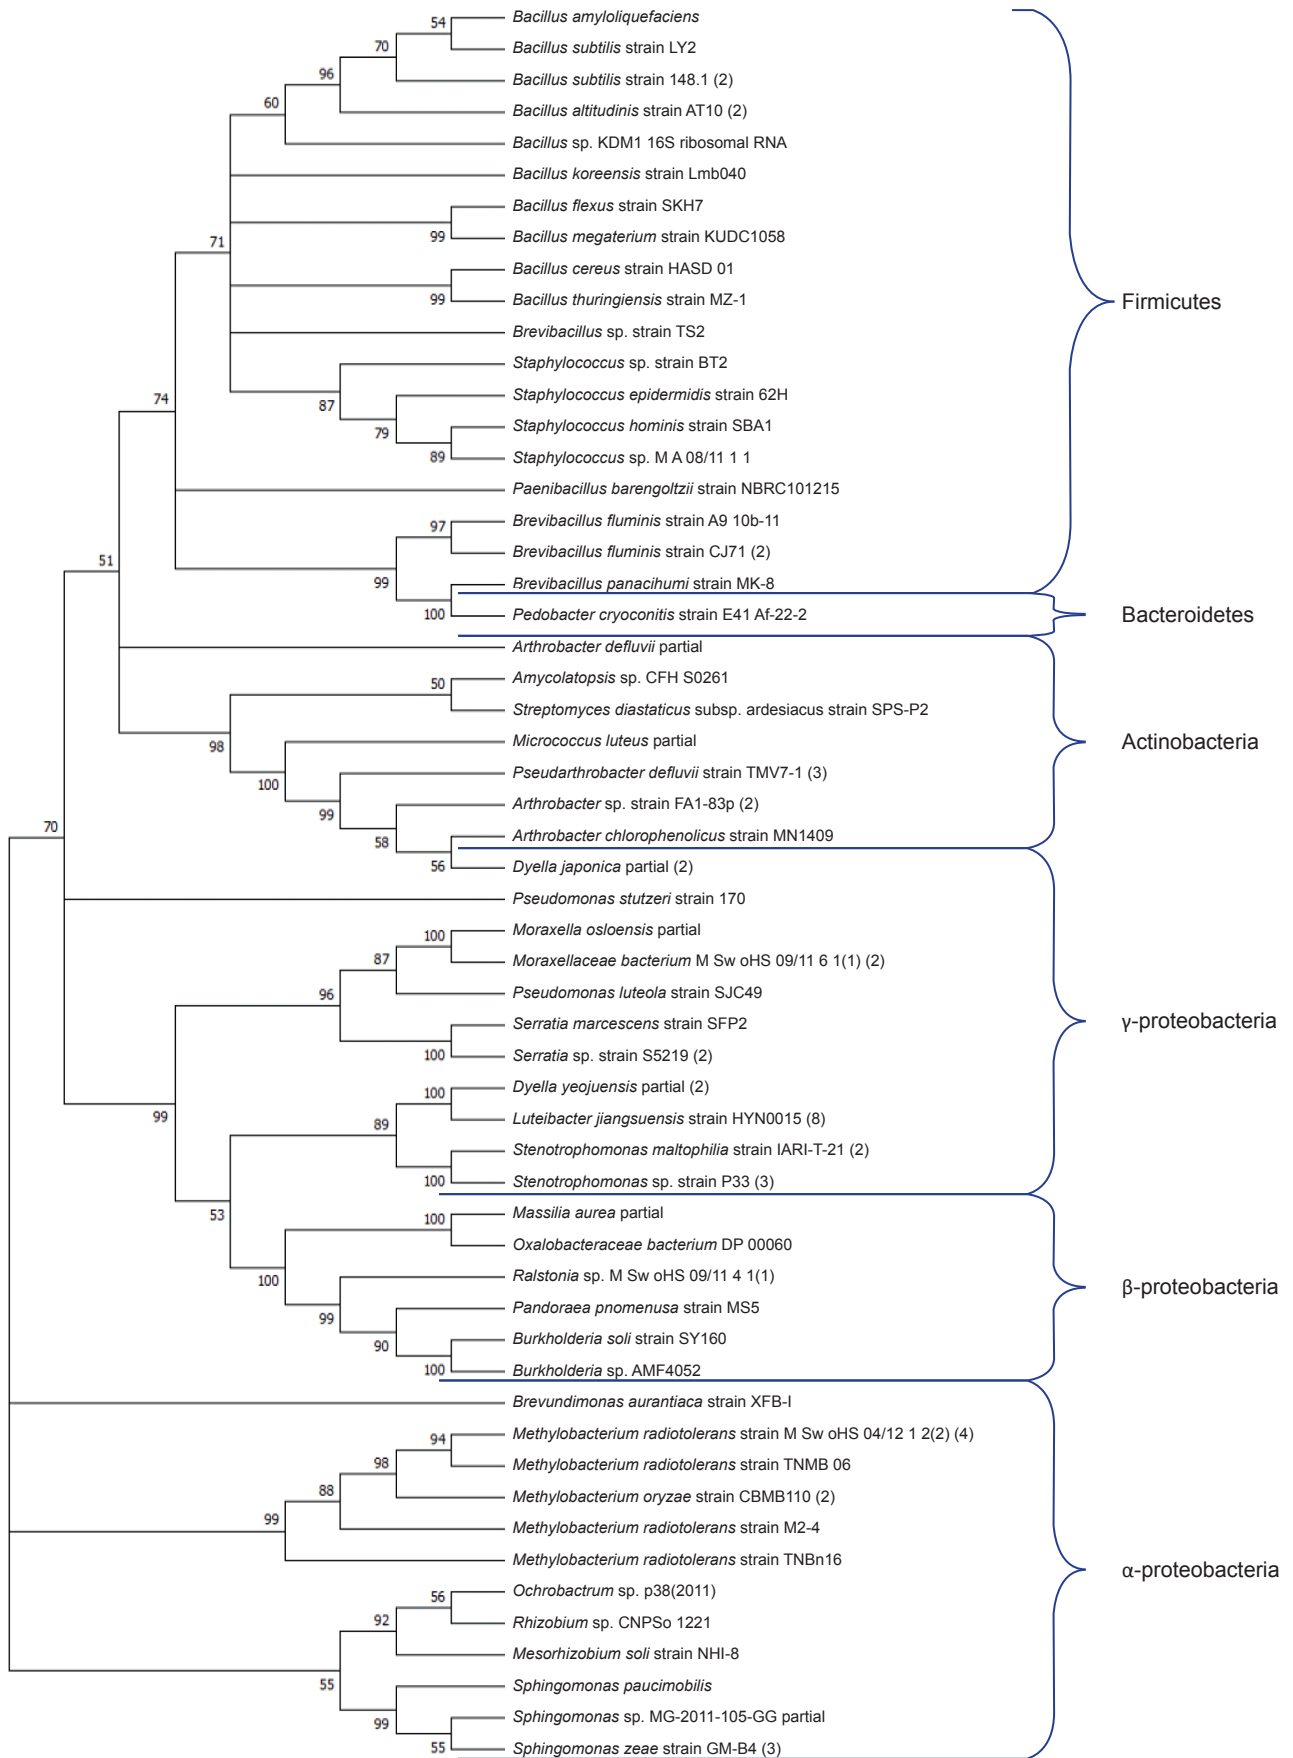 Bacillus amyloliquefaciens
54
Bacillus subtilis strain LY2
70
Bacillus subtilis strain 148.1 (2)
96
Bacillus altitudinis strain AT10 (2)
60
Bacillus sp. KDM1 16S ribosomal RNA
Bacillus koreensis strain Lmb040
Bacillus flexus strain SKH7
99
Bacillus megaterium strain KUDC1058
71
Bacillus cereus strain HASD 01
99
Bacillus thuringiensis strain MZ-1
Firmicutes
Brevibacillus sp. strain TS2
Staphylococcus sp. strain BT2
87
Staphylococcus epidermidis strain 62H
74
79
Staphylococcus hominis strain SBA1
89
Staphylococcus sp. M A 08/11 1 1
Paenibacillus barengoltzii strain NBRC101215
97
Brevibacillus fluminis strain A9 10b-11
Brevibacillus fluminis strain CJ71 (2)
51
99
Brevibacillus panacihumi strain MK-8
100
Pedobacter cryoconitis strain E41 Af-22-2
Bacteroidetes
Arthrobacter defluvii partial
50
Amycolatopsis sp. CFH S0261
Streptomyces diastaticus subsp. ardesiacus strain SPS-P2
98
Micrococcus luteus partial
Actinobacteria
100
Pseudarthrobacter defluvii strain TMV7-1 (3)
99
Arthrobacter sp. strain FA1-83p (2)
70
58
Arthrobacter chlorophenolicus strain MN1409
56
Dyella japonica partial (2)
Pseudomonas stutzeri strain 170
100
Moraxella osloensis partial
87
Moraxellaceae bacterium M Sw oHS 09/11 6 1(1) (2)
96
Pseudomonas luteola strain SJC49
Serratia marcescens strain SFP2
γ-proteobacteria
100
Serratia sp. strain S5219 (2)
100
Dyella yeojuensis partial (2)
99
89
Luteibacter jiangsuensis strain HYN0015 (8)
Stenotrophomonas maltophilia strain IARI-T-21 (2)
100
Stenotrophomonas sp. strain P33 (3)
53
100
Massilia aurea partial
Oxalobacteraceae bacterium DP 00060
100
Ralstonia sp. M Sw oHS 09/11 4 1(1)
β-proteobacteria
99
Pandoraea pnomenusa strain MS5
90
Burkholderia soli strain SY160
100
Burkholderia sp. AMF4052
Brevundimonas aurantiaca strain XFB-I
94
Methylobacterium radiotolerans strain M Sw oHS 04/12 1 2(2) (4)
98
Methylobacterium radiotolerans strain TNMB 06
88
Methylobacterium oryzae strain CBMB110 (2)
99
Methylobacterium radiotolerans strain M2-4
Methylobacterium radiotolerans strain TNBn16
α-proteobacteria
56
Ochrobactrum sp. p38(2011)
92
Rhizobium sp. CNPSo 1221
Mesorhizobium soli strain NHI-8
55
Sphingomonas paucimobilis
99
Sphingomonas sp. MG-2011-105-GG partial
55
Sphingomonas zeae strain GM-B4 (3)